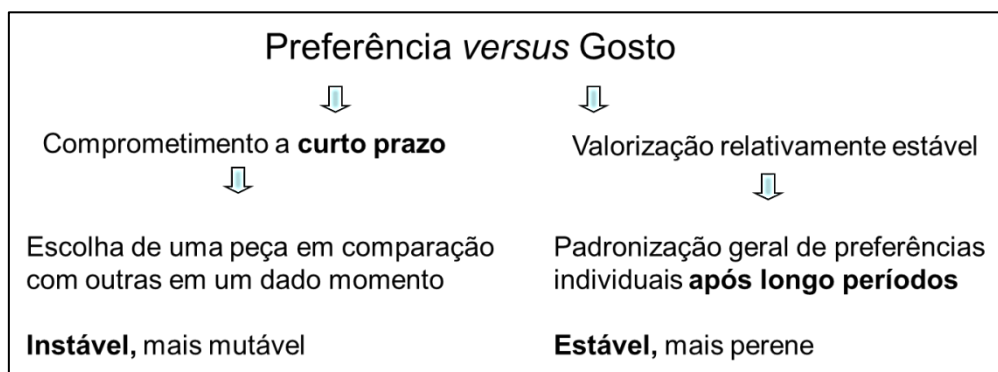 Preferência versus Gosto
Comprometimento a curto prazo
Valorização relativamente estável
Escolha de uma peça em comparação
com outras em um dado momento
Padronização geral de preferências
individuais após longo períodos
Instável, mais mutável
Estável, mais perene